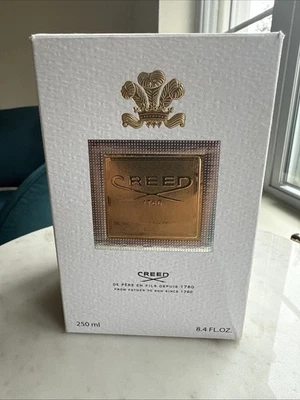 CREED
1760
CREED
DE PÈRE EN FILS DEPUIS 1760
FROM FATHER TO SON SINCE 1760
250 ml
8.4 FL.OZ.